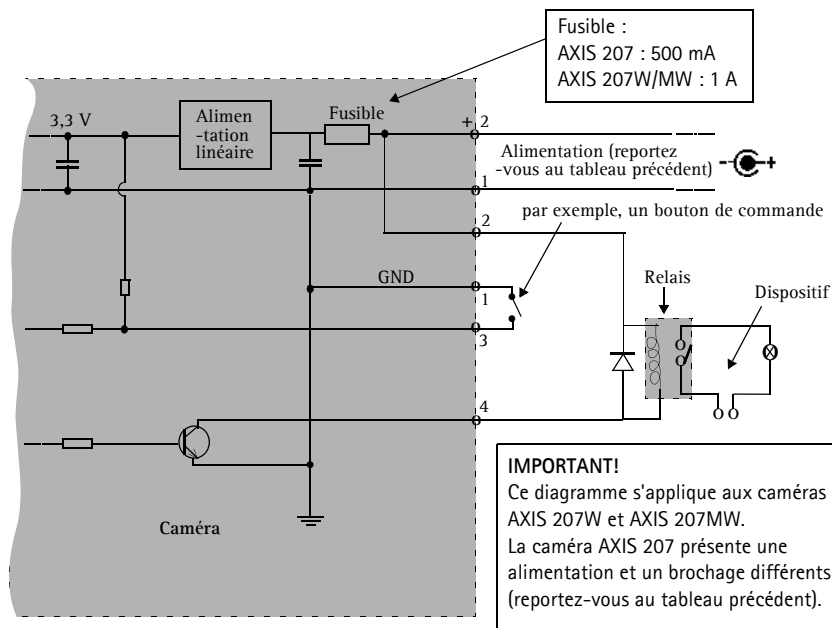 Fusible :
AXIS 207 : 500 mA
AXIS 207W/MW : 1 A
3,3 V
Alimen
-tation
linéaire
Fusible
+ 2
Alimentation (reportez
-vous au tableau précédent)
- +
1
2
par exemple, un bouton de commande
GND
1
3
Relais
Dispositif
4
Caméra
IMPORTANT!
Ce diagramme s'applique aux caméras
AXIS 207W et AXIS 207MW.
La caméra AXIS 207 présente une
alimentation et un brochage différents
(reportez-vous au tableau précédent).